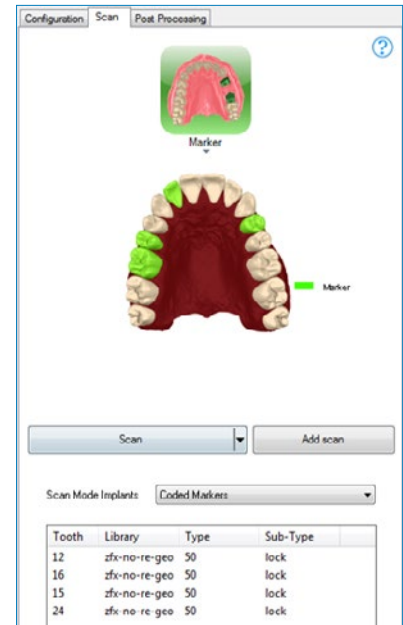 Configuration Scan Post Processing
?
Marker
Marker
Scan Add scan
Scan Mode Implants Coded Markers
Tooth Library Type Sub-Type
12 zfx-no-re-geo 50 lock
16 zfx-no-re-geo 50 lock
15 zfx-no-re-geo 50 lock
24 zfx-no-re-geo 50 lock